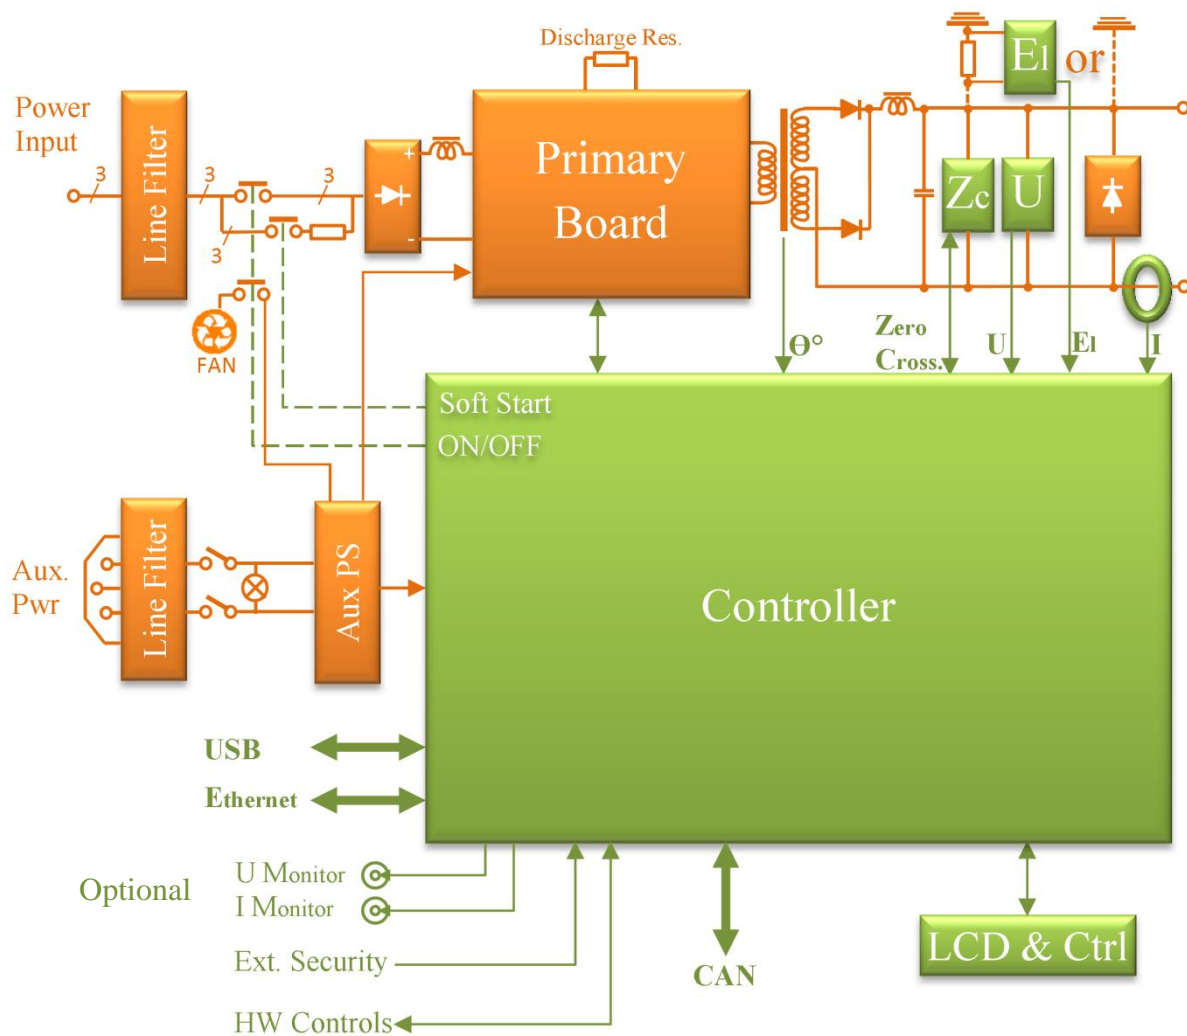 Discharge Res.
El or
Power
Input
Line Filter
3
3
3
3
+
-
Primary
Board
Zc
U
FAN
Θ°
Zero
Cross.
U
El
I
Soft Start
ON/OFF
Aux.
Pwr
Line Filter
Aux PS
Controller
USB
Ethernet
Optional
U Monitor
I Monitor
Ext. Security
HW Controls
CAN
LCD & Ctrl